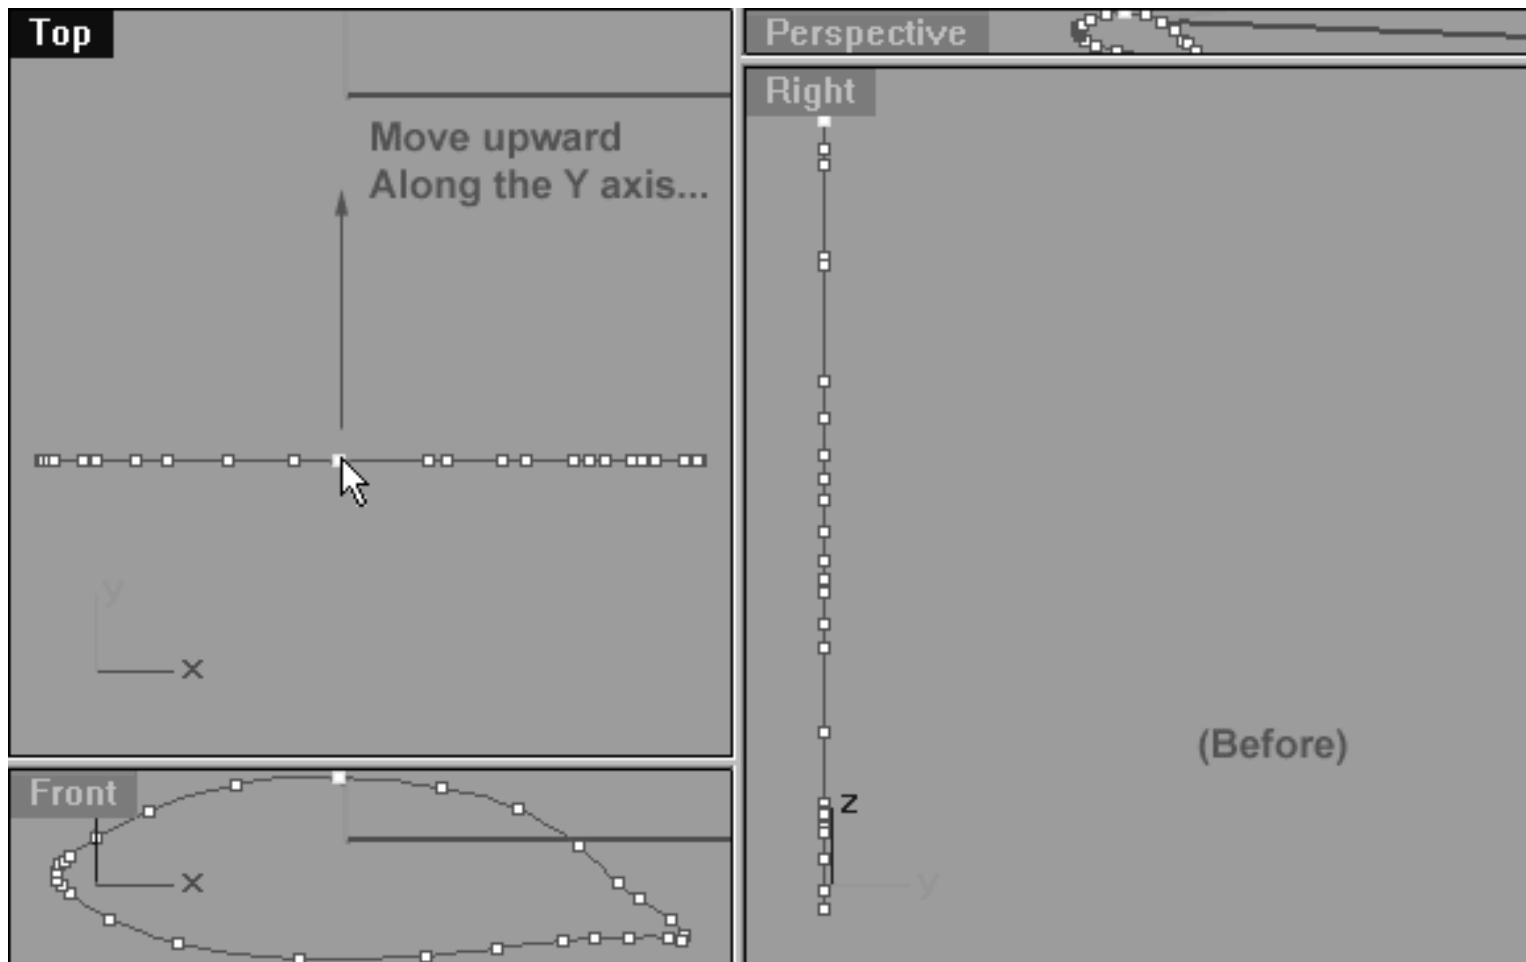 Top
Perspective
Right
Move upward
Along the Y axis...
y
x
(Before)
Front
z
x
y